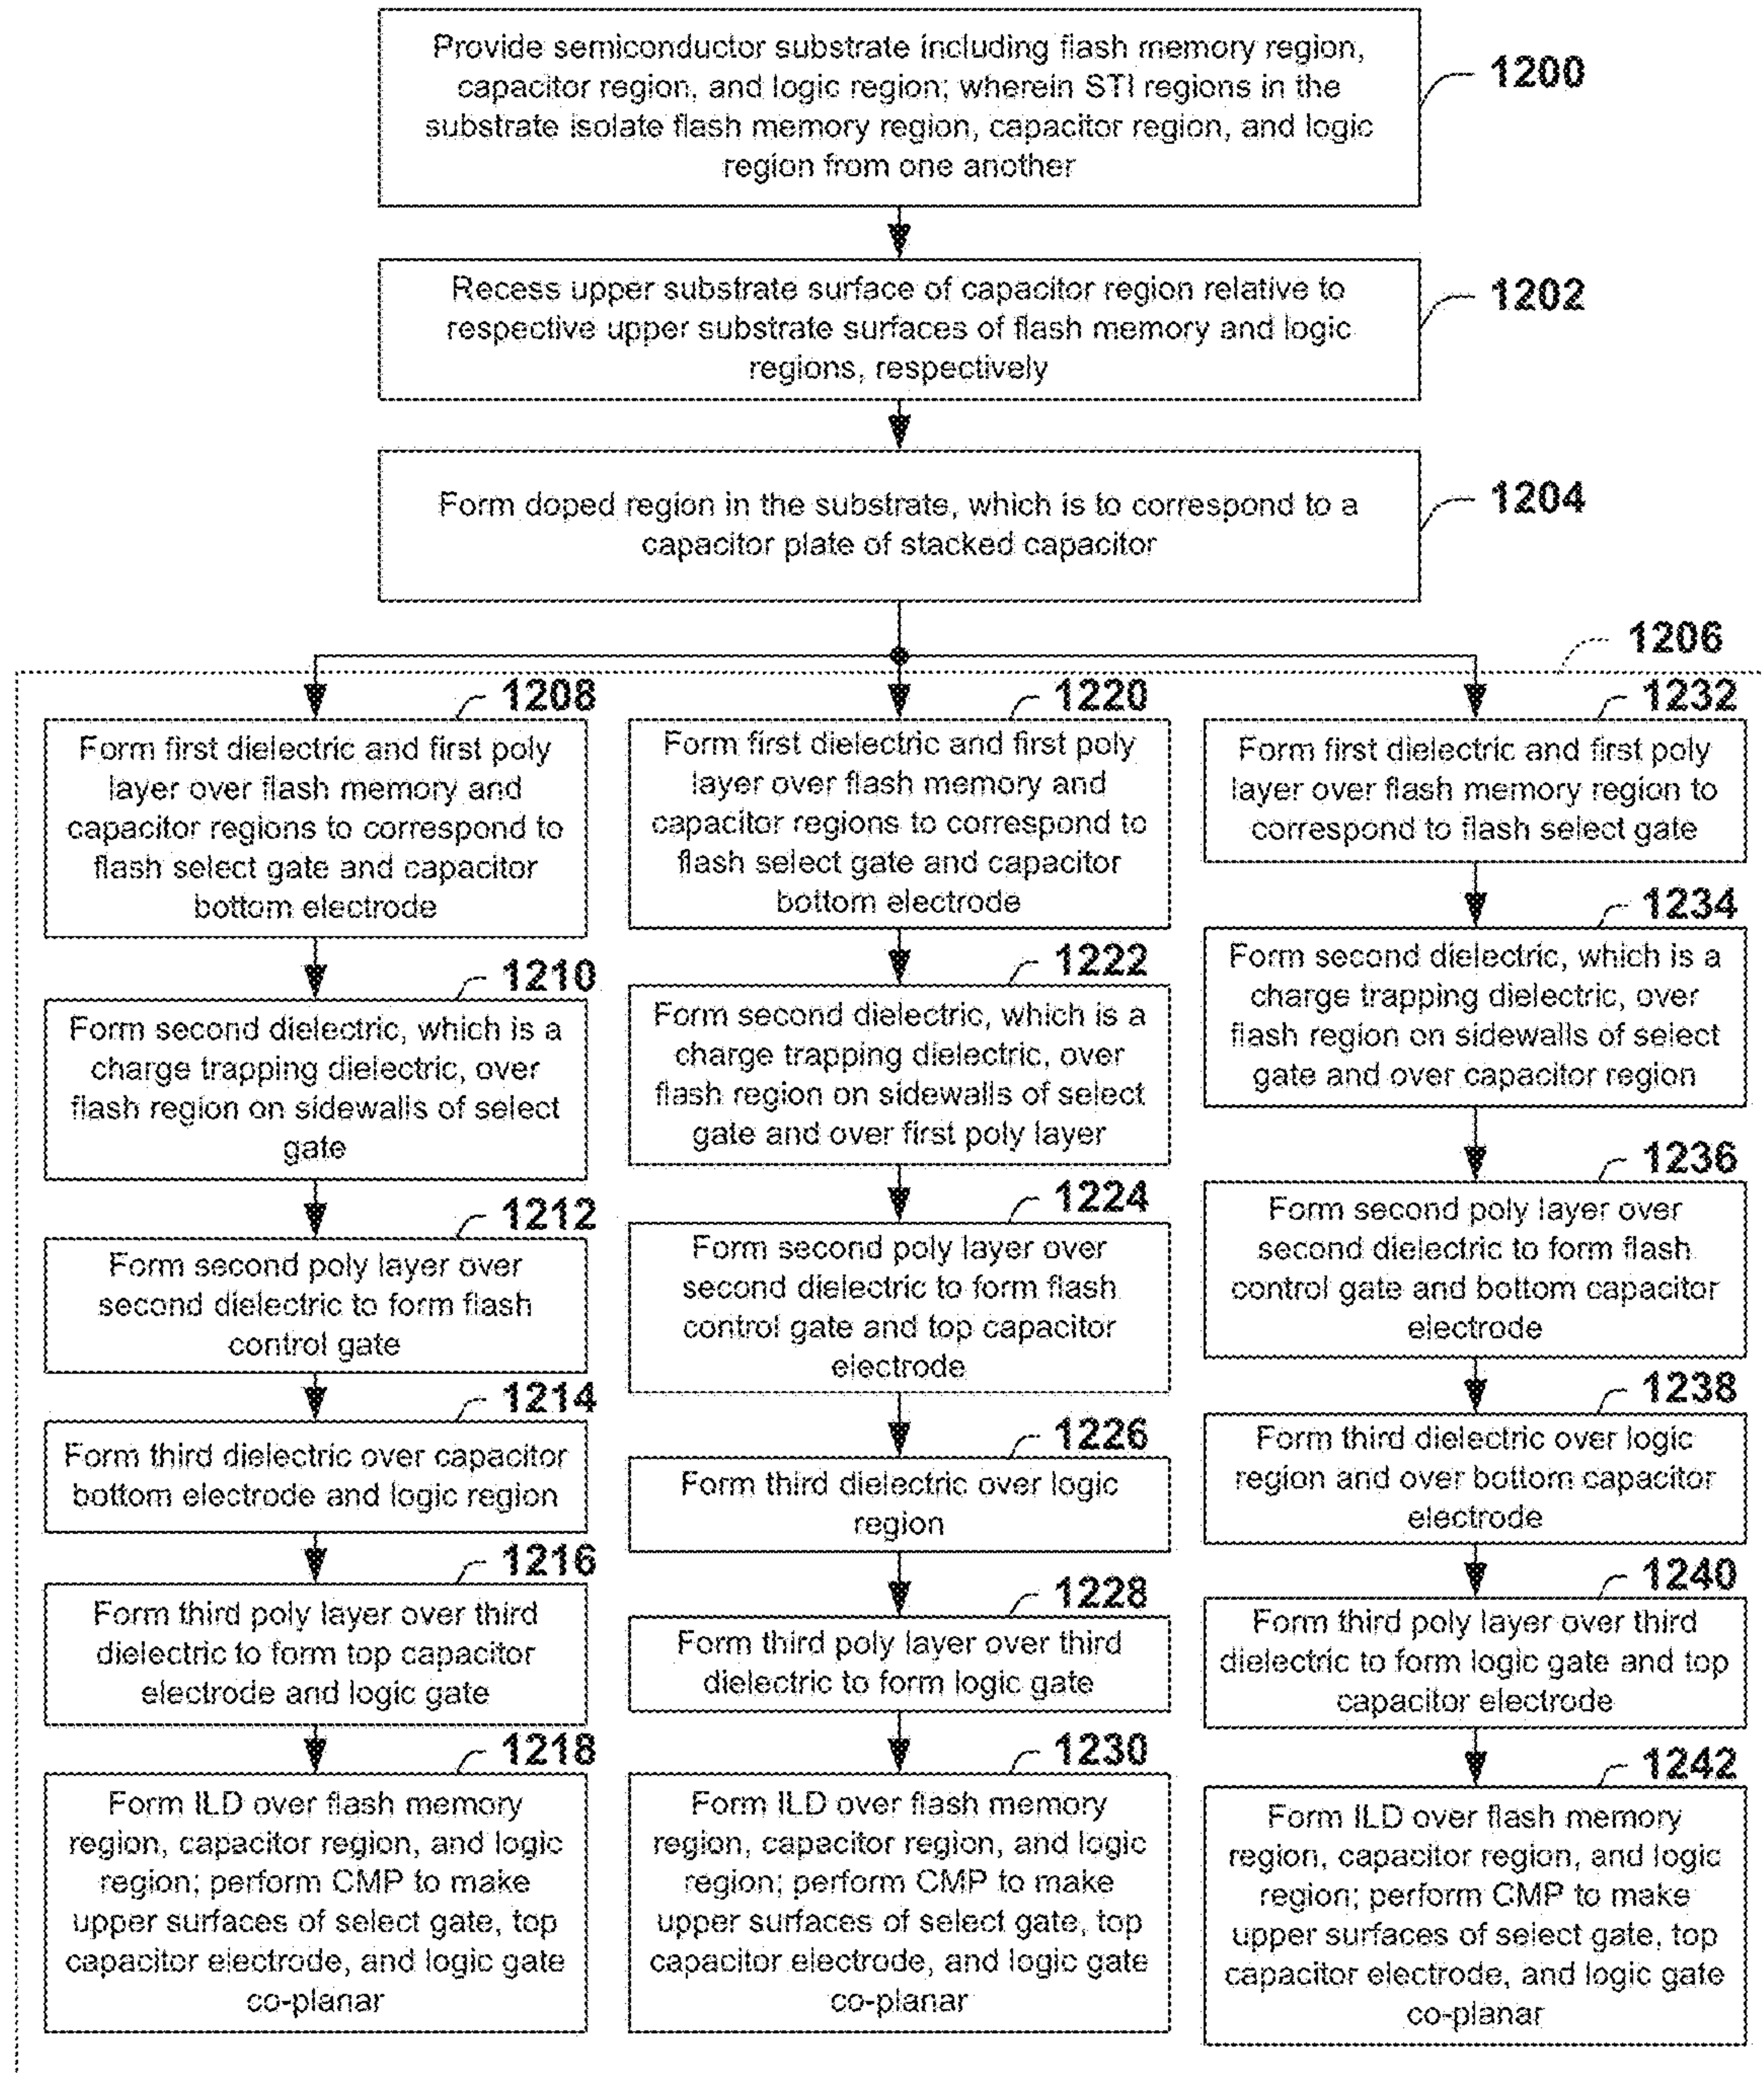 Provide semiconductor substrate including flash memory region,
capacitor region, and logic region; wherein STI regions in the
substrate isolate flash memory region, capacitor region, and logic
region from one another
1200
Recess upper substrate surface of capacitor region relative to
respective upper substrate surfaces of flash memory and logic
regions, respectively
1202
Form doped region in the substrate, which is to correspond to a
capacitor plate of stacked capacitor
1204
1206
1208
Form first dielectric and first poly
layer over flash memory and
capacitor regions to correspond to
flash select gate and capacitor
bottom electrode
1210
Form second dielectric, which is a
charge trapping dielectric, over
flash region on sidewalls of select
gate
1212
Form second poly layer over
second dielectric to form flash
control gate
1214
Form third dielectric over capacitor
bottom electrode and logic region
1216
Form third poly layer over third
dielectric to form top capacitor
electrode and logic gate
1218
Form ILD over flash memory
region, capacitor region, and logic
region; perform CMP to make
upper surfaces of select gate, top
capacitor electrode, and logic gate
co-planar
1220
Form first dielectric and first poly
layer over flash memory and
capacitor regions to correspond to
flash select gate and capacitor
bottom electrode
1222
Form second dielectric, which is a
charge trapping dielectric, over
flash region on sidewalls of select
gate and over first poly layer
1224
Form second poly layer over
second dielectric to form flash
control gate and top capacitor
electrode
1226
Form third dielectric over logic
region
1228
Form third poly layer over third
dielectric to form logic gate
1230
Form ILD over flash memory
region, capacitor region, and logic
region; perform CMP to make
upper surfaces of select gate, top
capacitor electrode, and logic gate
co-planar
1232
Form first dielectric and first poly
layer over flash memory region to
correspond to flash select gate
1234
Form second dielectric, which is a
charge trapping dielectric, over
flash region on sidewalls of select
gate and over capacitor region
1236
Form second poly layer over
second dielectric to form flash
control gate and bottom capacitor
electrode
1238
Form third dielectric over logic
region and over bottom capacitor
electrode
1240
Form third poly layer over third
dielectric to form logic gate and top
capacitor electrode
1242
Form ILD over flash memory
region, capacitor region, and logic
region; perform CMP to make
upper surfaces of select gate, top
capacitor electrode, and logic gate
co-planar